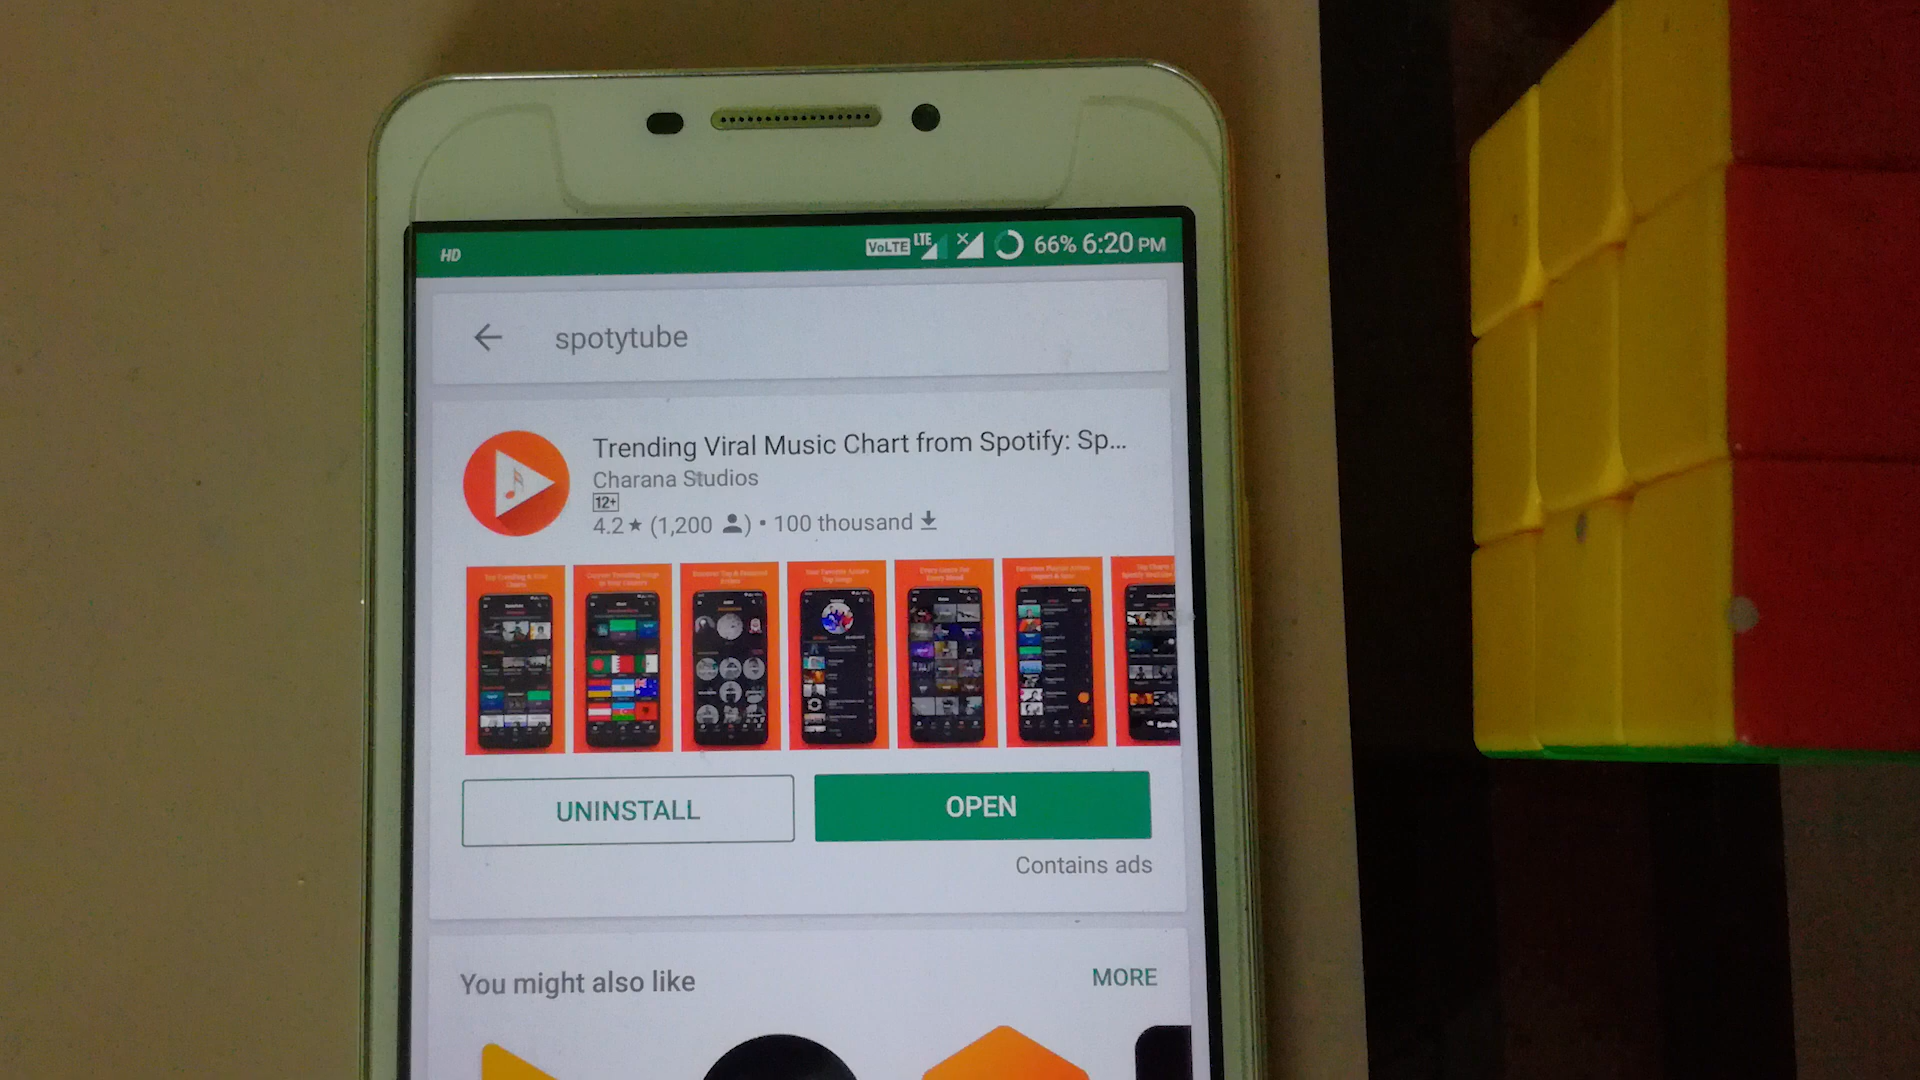 HD VoLTE LTE 66% 6:20 PM
spotytube
Trending Viral Music Chart from Spotify: Sp...
Charana Studios
12+
4.2★ (1,200 ) • 100 thousand
UNINSTALL
OPEN
Contains ads
You might also like
MORE